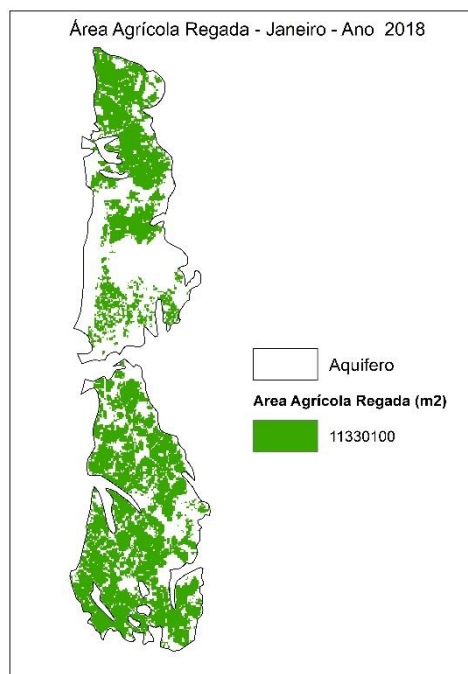 Área Agrícola Regada - Janeiro - Ano 2018
Aquifero
Area Agrícola Regada (m2)
11330100